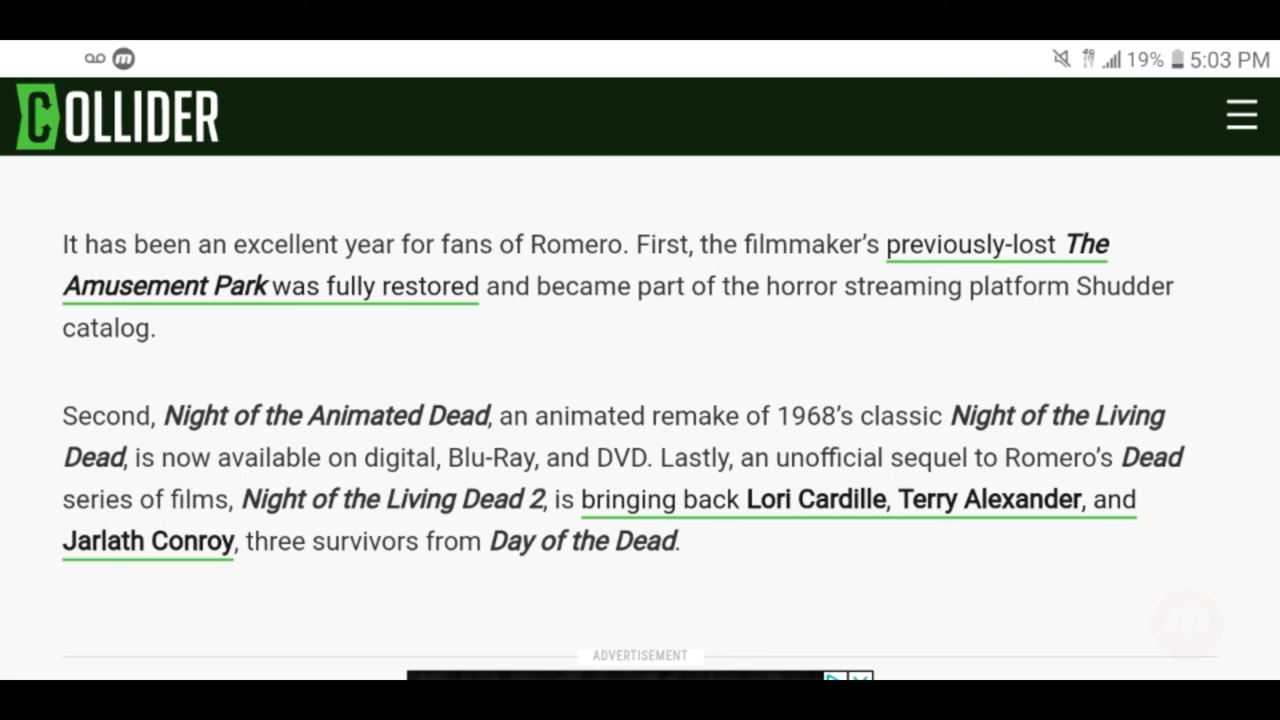 19% 5:03 PM
COLLIDER
It has been an excellent year for fans of Romero. First, the filmmaker’s previously-lost The
Amusement Park was fully restored and became part of the horror streaming platform Shudder
catalog.
Second, Night of the Animated Dead, an animated remake of 1968’s classic Night of the Living
Dead, is now available on digital, Blu-Ray, and DVD. Lastly, an unofficial sequel to Romero’s Dead
series of films, Night of the Living Dead 2, is bringing back Lori Cardille, Terry Alexander, and
Jarlath Conroy, three survivors from Day of the Dead.
ADVERTISEMENT